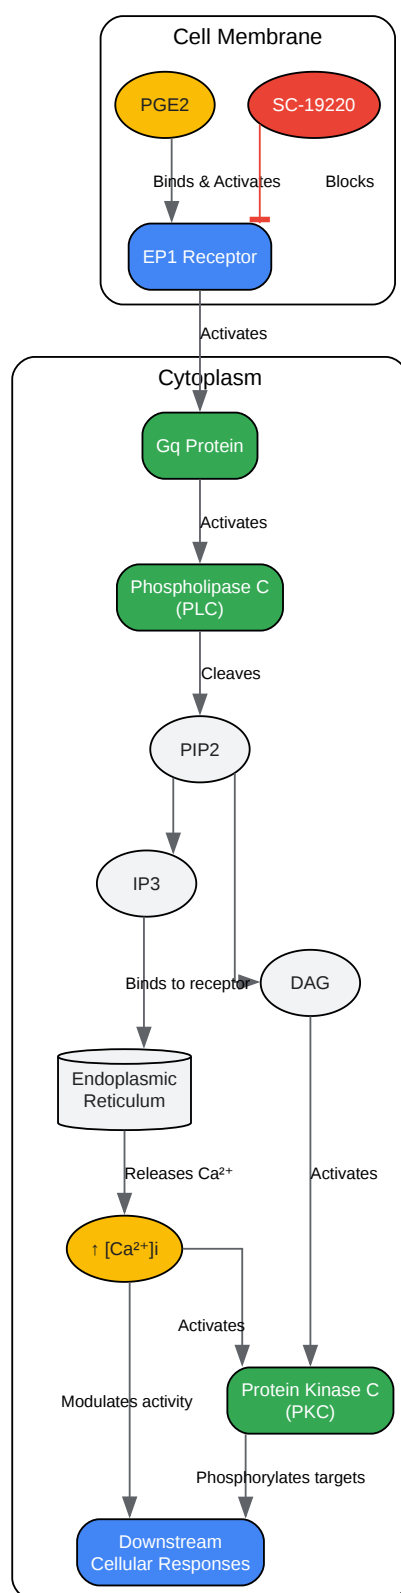 Cell Membrane
PGE2
SC-19220
Binds & Activates
Blocks
EP1 Receptor
Activates
Cytoplasm
Gq Protein
Activates
Phospholipase C
(PLC)
Cleaves
PIP2
IP3
Binds to receptor
DAG
Endoplasmic
Reticulum
Releases Ca²⁺
Activates
↑ [Ca²⁺]i
Activates
Protein Kinase C
(PKC)
Modulates activity
Phosphorylates targets
Downstream
Cellular Responses